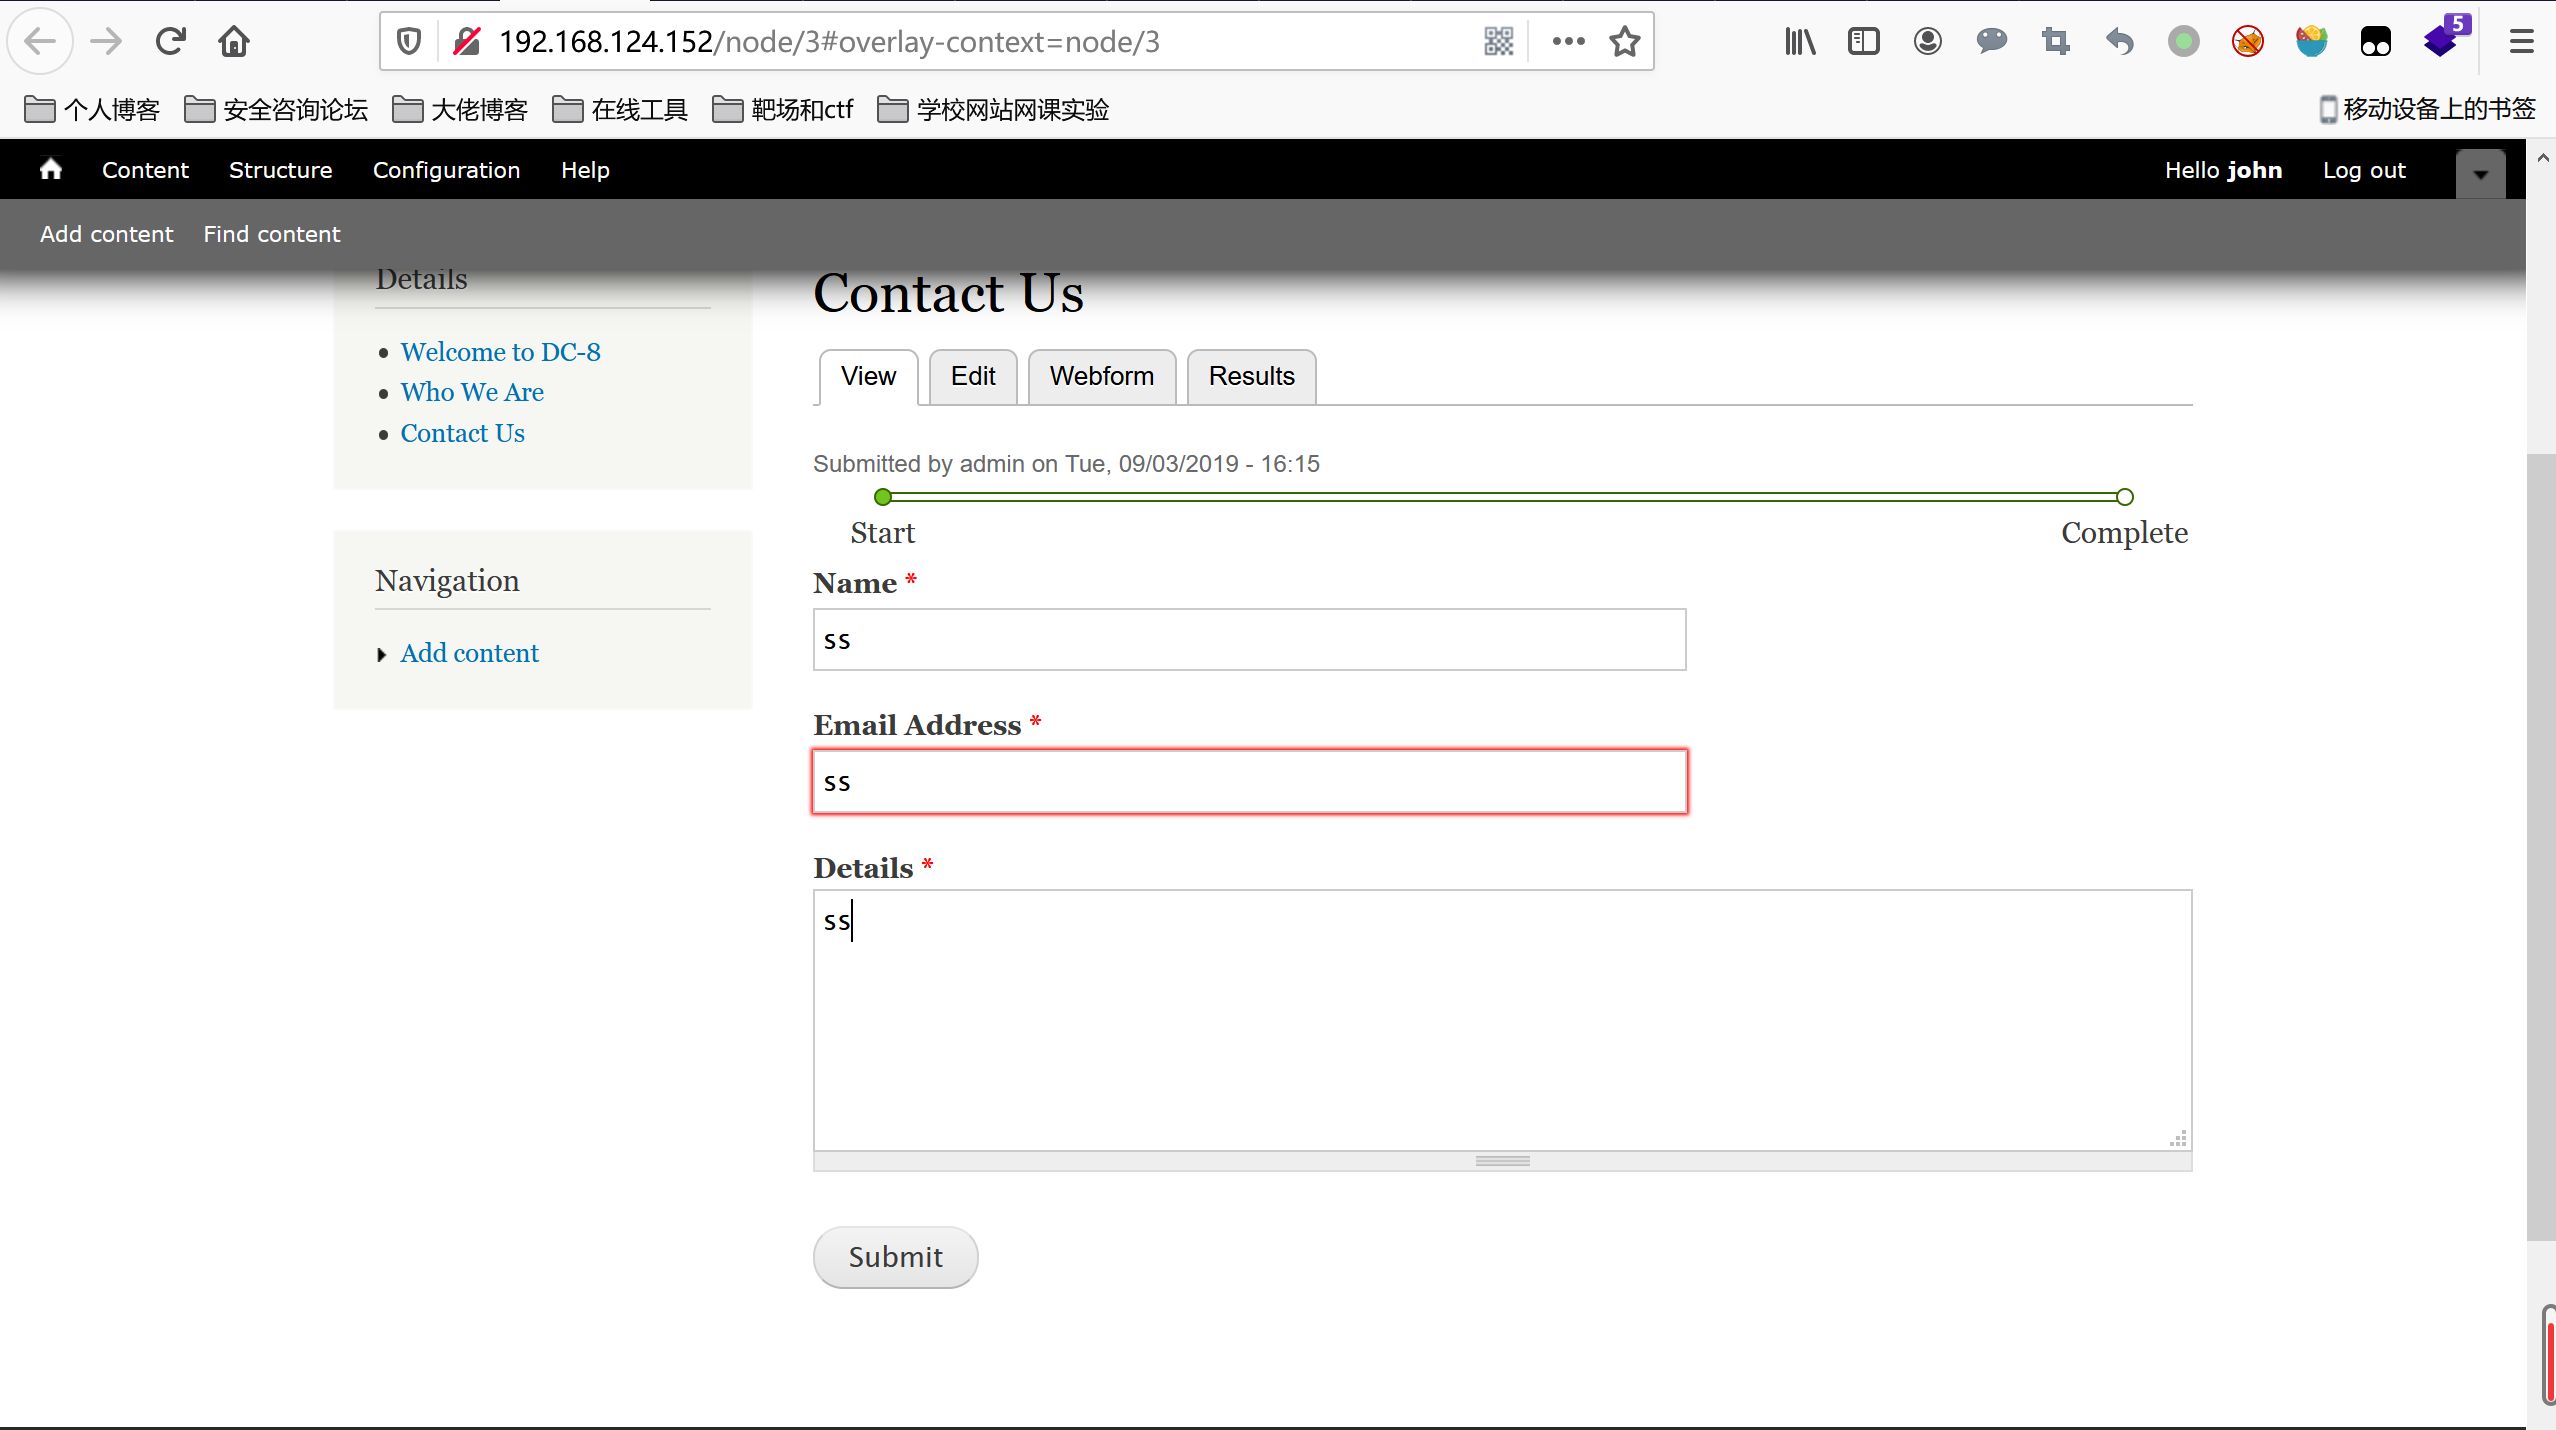 192.168.124.152/node/3#overlay-context=node/3
5
个人博客 安全咨询论坛 大佬博客 在线工具 靶场和ctf 学校网站网课实验 移动设备上的书签
Content Structure Configuration Help Hello john Log out
Add content Find content
Details
Welcome to DC-8
Who We Are
Contact Us
Navigation
Add content
Contact Us
View Edit Webform Results
Submitted by admin on Tue, 09/03/2019 - 16:15
Start Complete
Name *
ss
Email Address *
ss
Details *
ss
Submit